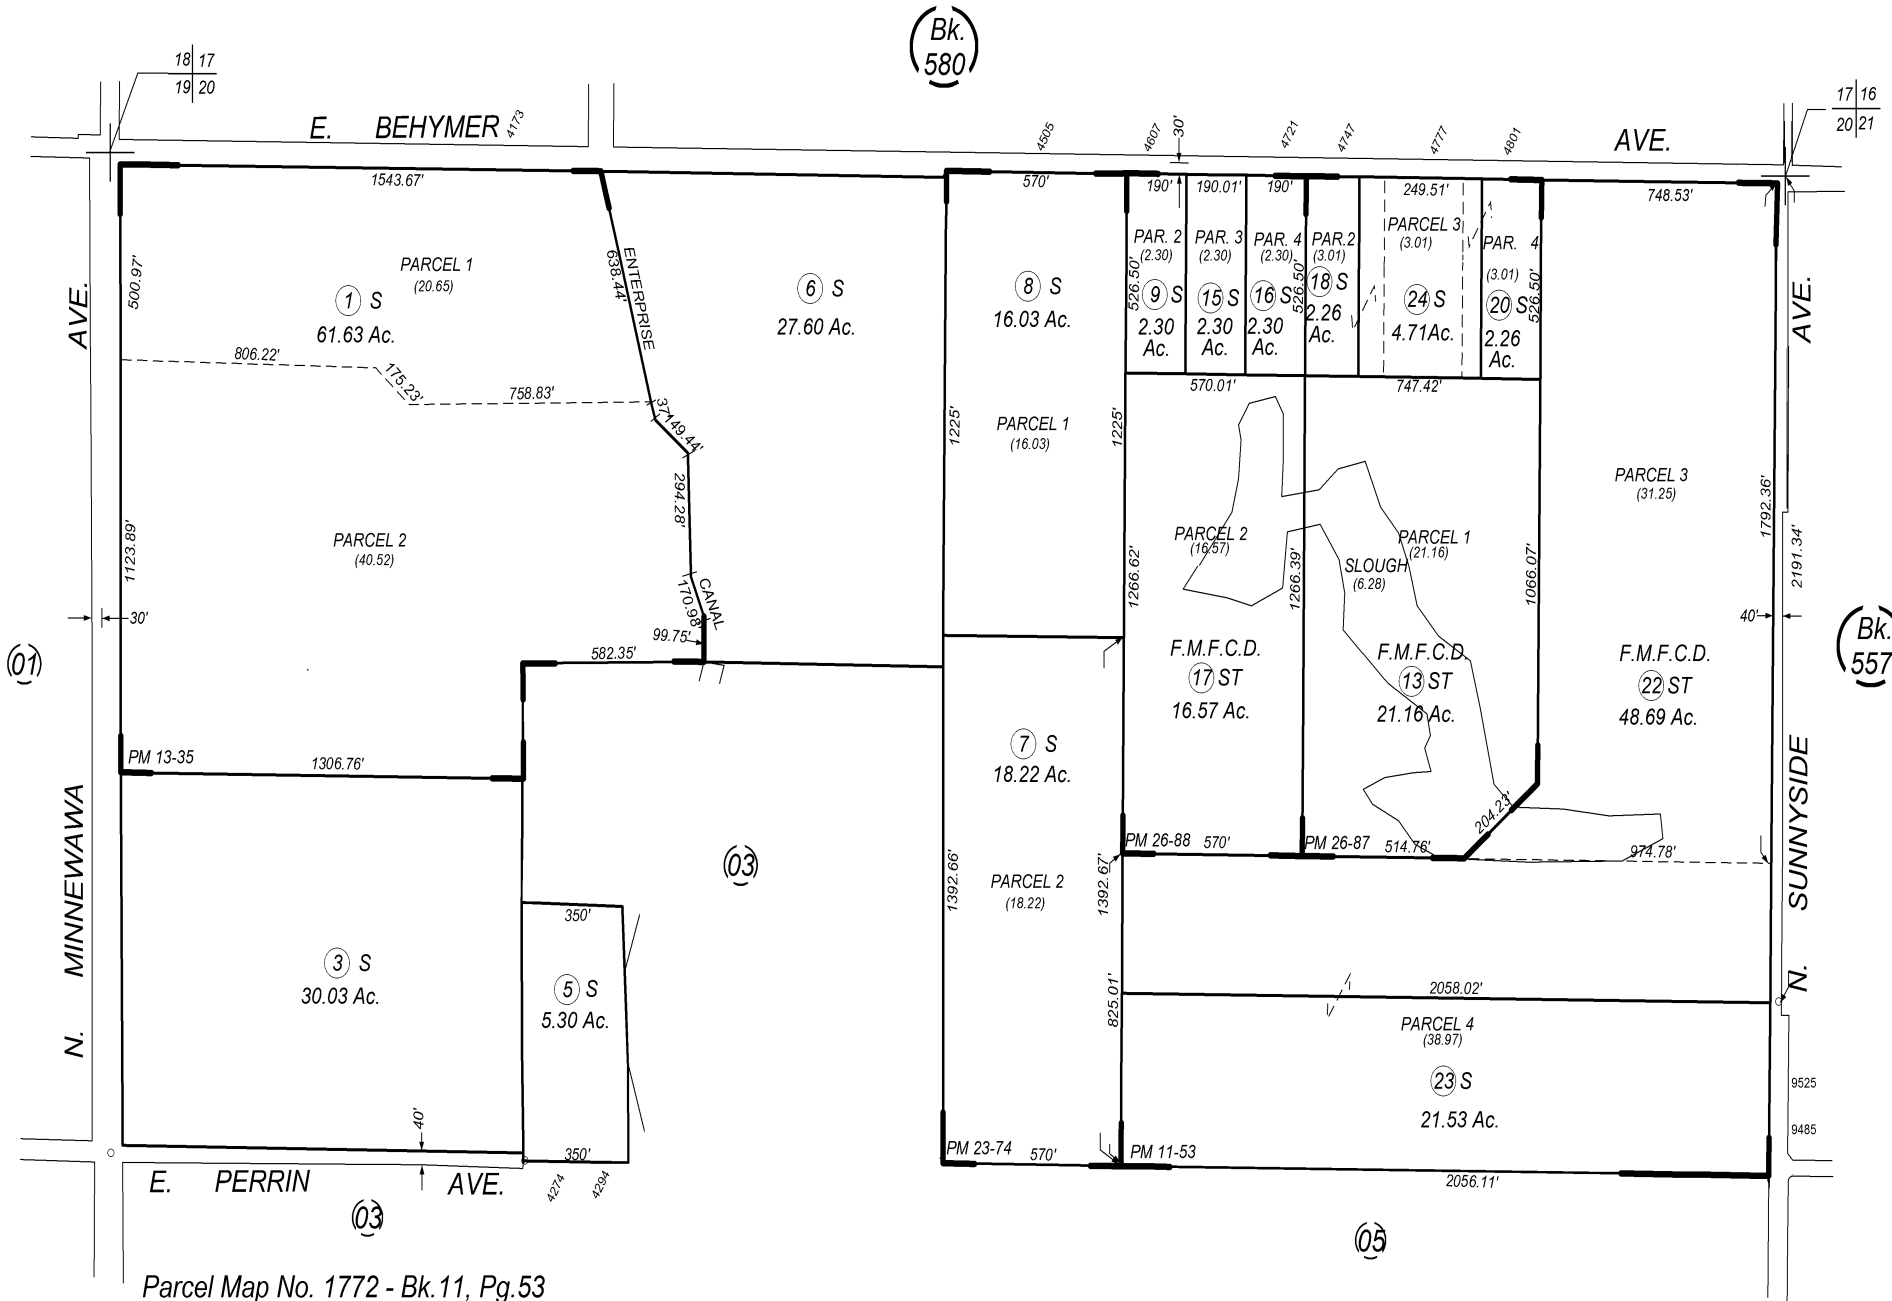 Bk.
580
18 17
19 20
17 16
20 21
E. BEHYMER
4173
4505
4607
30'
4721
4747
4777
4801
AVE.
1543.67'
570'
190'
190.01'
190'
249.51'
748.53'
500.97'
AVE.
PARCEL 1
(20.65)
1 S
61.63 Ac.
638.44'
ENTERPRISE
6 S
27.60 Ac.
8 S
16.03 Ac.
526.50'
PAR. 2
(2.30)
9 S
2.30
Ac.
PAR. 3
(2.30)
15 S
2.30
Ac.
PAR. 4
(2.30)
16 S
2.30
Ac.
526.50'
PAR.2
(3.01)
18 S
2.26
Ac.
PARCEL 3
(3.01)
24 S
4.71Ac.
PAR. 4
(3.01)
20 S
2.26
Ac.
526.50'
AVE.
806.22'
175.23'
758.83'
37'
149.44'
294.28'
170.98'
CANAL
99.75'
582.35'
570.01'
747.42'
1225'
PARCEL 1
(16.03)
1225'
PARCEL 2
(16.57)
PARCEL 1
(21.16)
SLOUGH
(6.28)
PARCEL 3
(31.25)
1792.36'
2191.34'
1123.89'
PARCEL 2
(40.52)
1266.62'
1266.39'
1066.07'
30'
40'
01
Bk.
557
F.M.F.C.D.
17 ST
16.57 Ac.
F.M.F.C.D.
13 ST
21.16 Ac.
F.M.F.C.D.
22 ST
48.69 Ac.
PM 13-35
1306.76'
7 S
18.22 Ac.
204.23'
PM 26-88
570'
PM 26-87
514.76'
974.78'
N. MINNEWAWA
03
1392.66'
PARCEL 2
(18.22)
1392.67'
N. SUNNYSIDE
350'
3 S
30.03 Ac.
5 S
5.30 Ac.
825.01'
2058.02'
PARCEL 4
(38.97)
23 S
21.53 Ac.
9525
9485
40'
350'
PM 23-74
570'
PM 11-53
2056.11'
E. PERRIN AVE.
4274
4294
03
05
Parcel Map No. 1772 - Bk.11, Pg.53